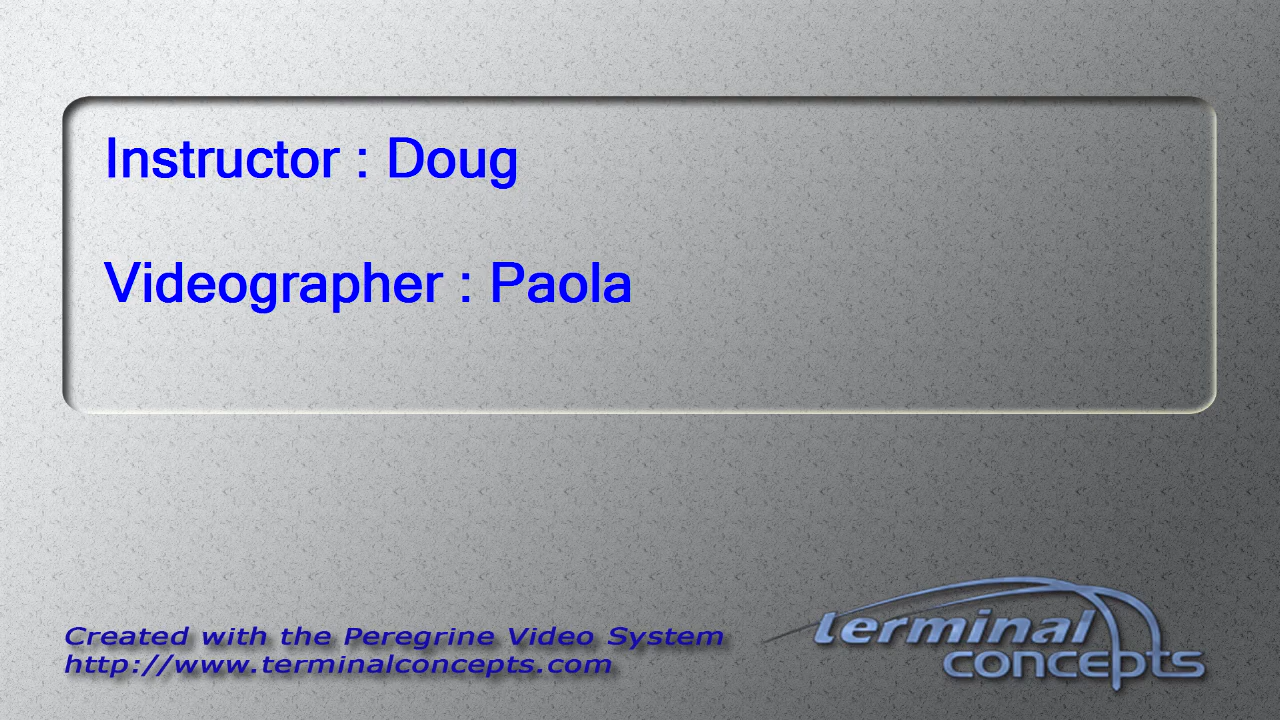 Instructor : Doug
Videographer : Paola
Created with the Peregrine Video System
http://www.terminalconcepts.com
terminal
concepts